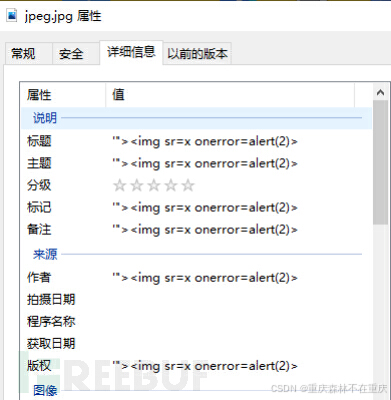 jpeg.jpg 属性
常规 安全 详细信息 以前的版本
属性 值
说明
标题 '"><img sr=x onerror=alert(2)>
主题 '"><img sr=x onerror=alert(2)>
分级 ☆☆☆☆☆
标记 '"><img sr=x onerror=alert(2)>
备注 '"><img sr=x onerror=alert(2)>
来源
作者 '"><img sr=x onerror=alert(2)>
拍摄日期
程序名称
获取日期
版权 '"><img sr=x onerror=alert(2)>
图像
REEBUF
CSDN @重庆森林不在重庆